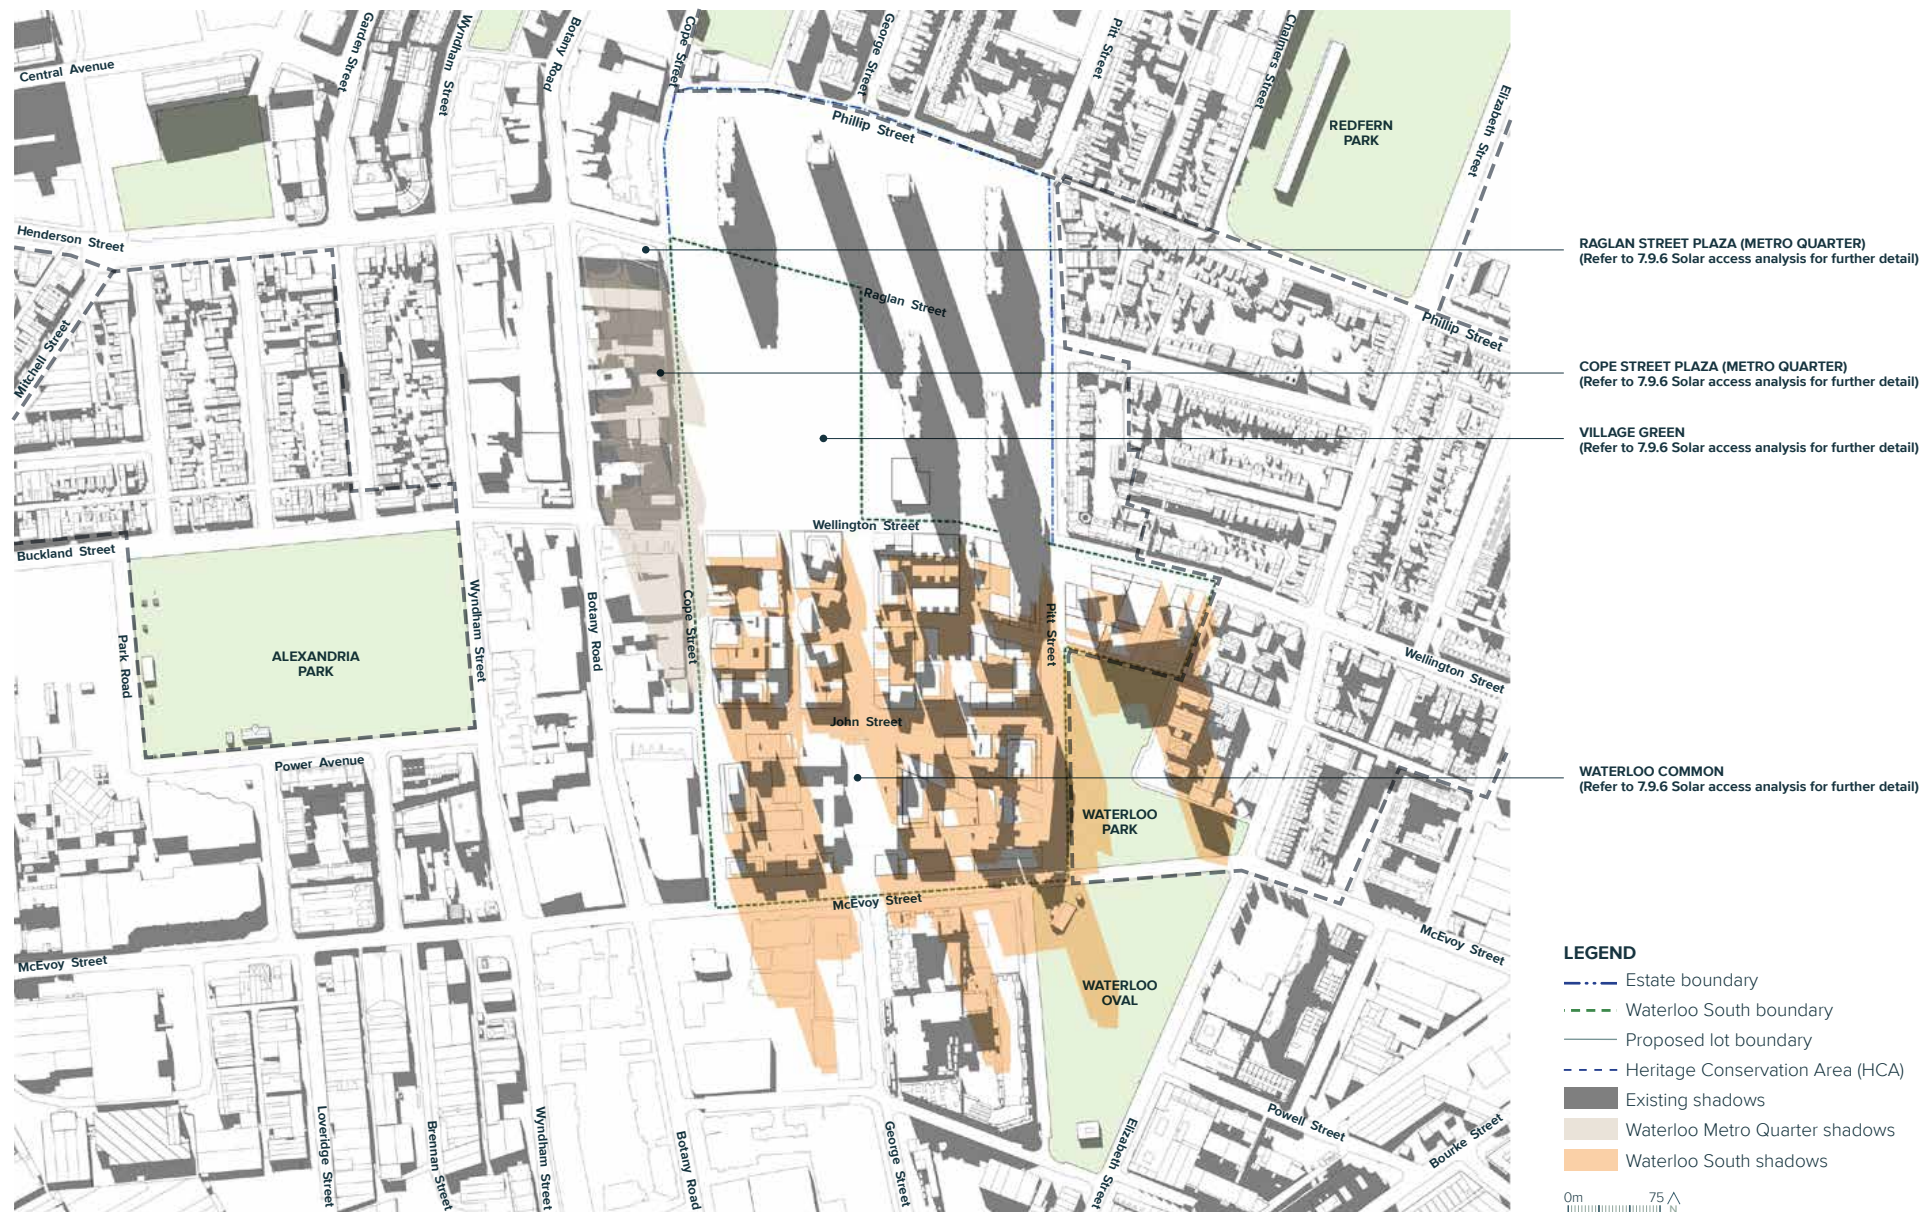 Central Avenue
Garden Street
Wyndham Street
Botany Road
Cope Street
George Street
Pitt Street
Chalmers Street
Elizabeth Street
Phillip Street
REDFERN
PARK
Henderson Street
Mitchell Street
Raglan Street
Phillip Street
RAGLAN STREET PLAZA (METRO QUARTER)
(Refer to 7.9.6 Solar access analysis for further detail)
COPE STREET PLAZA (METRO QUARTER)
(Refer to 7.9.6 Solar access analysis for further detail)
VILLAGE GREEN
(Refer to 7.9.6 Solar access analysis for further detail)
Buckland Street
Wellington Street
Park Road
ALEXANDRIA
PARK
Wyndham Street
Botany Road
Cope Street
Pitt Street
Wellington Street
John Street
Power Avenue
WATERLOO COMMON
(Refer to 7.9.6 Solar access analysis for further detail)
WATERLOO
PARK
McEvoy Street
McEvoy Street
McEvoy Street
WATERLOO
OVAL
Loveridge Street
Brennan Street
Wyndham Street
Botany Road
George Street
Elizabeth Street
Powell Street
Bourke Street
LEGEND
Estate boundary
Waterloo South boundary
Proposed lot boundary
Heritage Conservation Area (HCA)
Existing shadows
Waterloo Metro Quarter shadows
Waterloo South shadows
0m 75
N